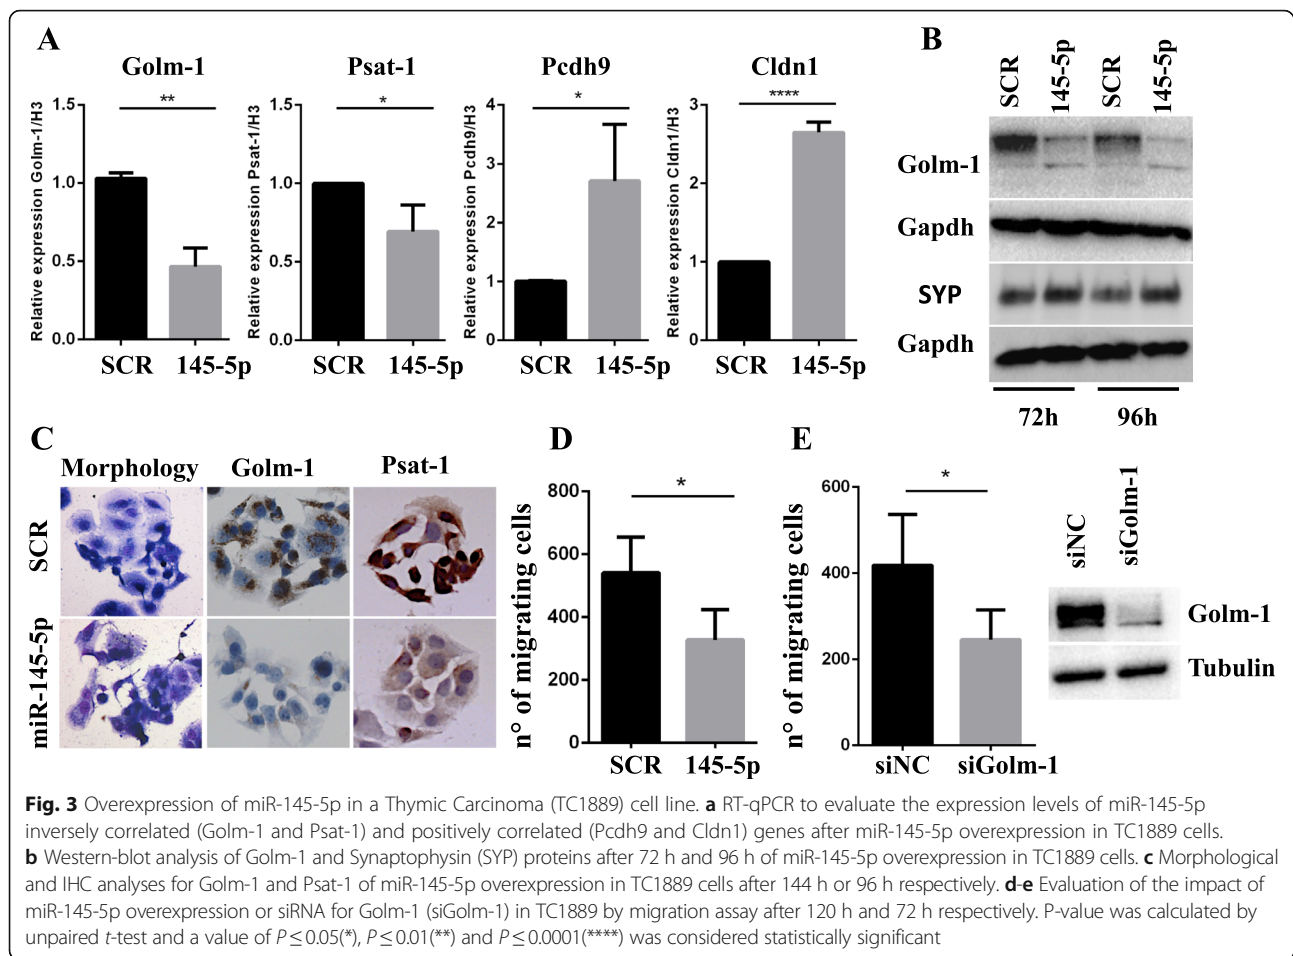 A
Golm-1
Psat-1
Pcdh9
Cldn1
**
*
*
****
Relative expression Golm-1/H3
1.5
1.0
0.5
0.0
SCR 145-5p
Relative expression Psat-1/H3
1.5
1.0
0.5
0.0
SCR 145-5p
Relative expression Pcdh9/H3
4
3
2
1
0
SCR 145-5p
Relative expression Cldn1/H3
3
2
1
0
SCR 145-5p
B
SCR
145-5p
SCR
145-5p
Golm-1
Gapdh
SYP
Gapdh
72h 96h
C
Morphology
Golm-1
Psat-1
SCR
miR-145-5p
D
n° of migrating cells
800
600
400
200
0
*
SCR 145-5p
E
n° of migrating cells
600
400
200
0
*
siNC siGolm-1
siNC
siGolm-1
Golm-1
Tubulin
Fig. 3 Overexpression of miR-145-5p in a Thymic Carcinoma (TC1889) cell line. a RT-qPCR to evaluate the expression levels of miR-145-5p
inversely correlated (Golm-1 and Psat-1) and positively correlated (Pcdh9 and Cldn1) genes after miR-145-5p overexpression in TC1889 cells.
b Western-blot analysis of Golm-1 and Synaptophysin (SYP) proteins after 72 h and 96 h of miR-145-5p overexpression in TC1889 cells. c Morphological
and IHC analyses for Golm-1 and Psat-1 of miR-145-5p overexpression in TC1889 cells after 144 h or 96 h respectively. d-e Evaluation of the impact of
miR-145-5p overexpression or siRNA for Golm-1 (siGolm-1) in TC1889 by migration assay after 120 h and 72 h respectively. P-value was calculated by
unpaired t-test and a value of P ≤ 0.05(*), P ≤ 0.01(**) and P ≤ 0.0001(****) was considered statistically significant